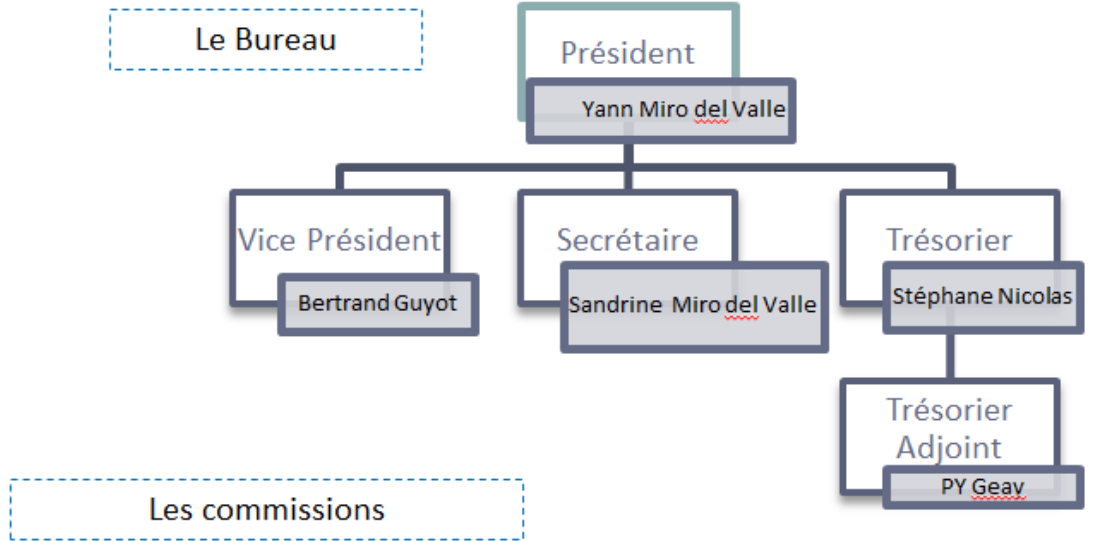 Le Bureau
Président
Yann Miro del Valle
Vice Président
Bertrand Guyot
Secrétaire
Sandrine Miro del Valle
Trésorier
Stéphane Nicolas
Trésorier
Adjoint
PY Geay
Les commissions